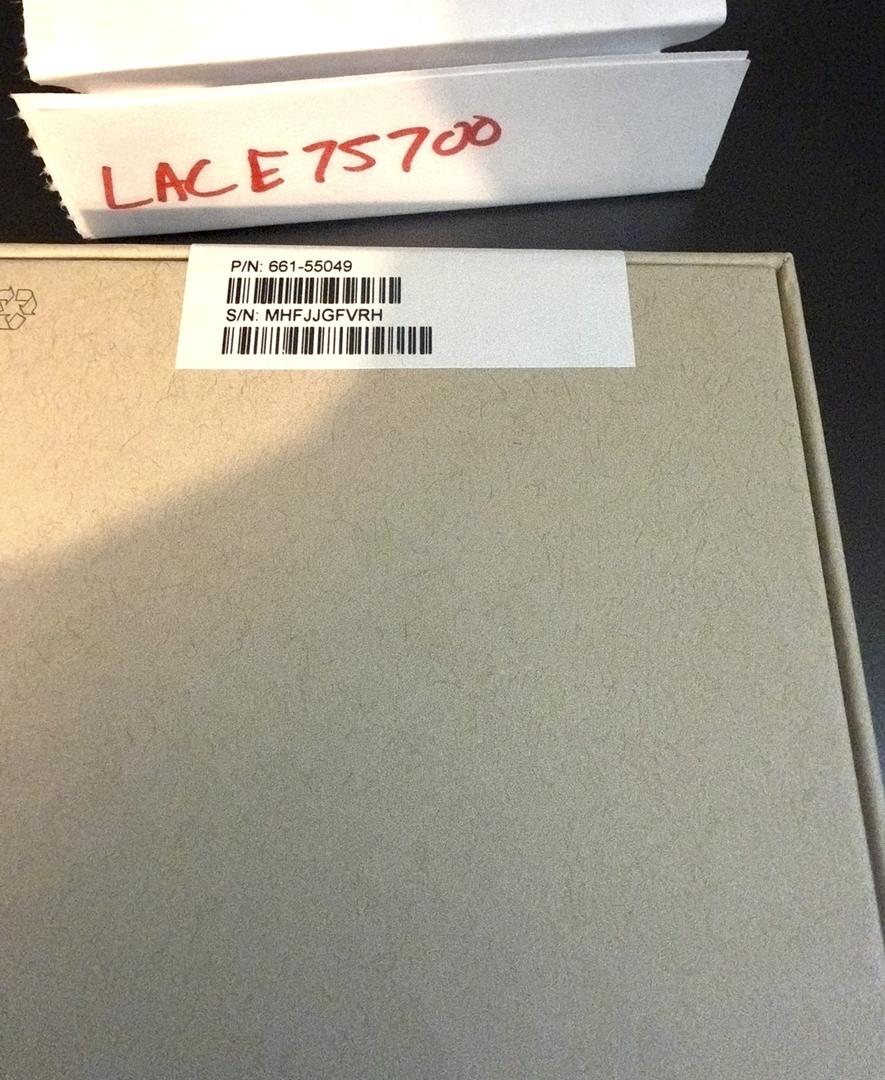 LACE75700
P/N: 661-55049
S/N: MHFJJGFVRH